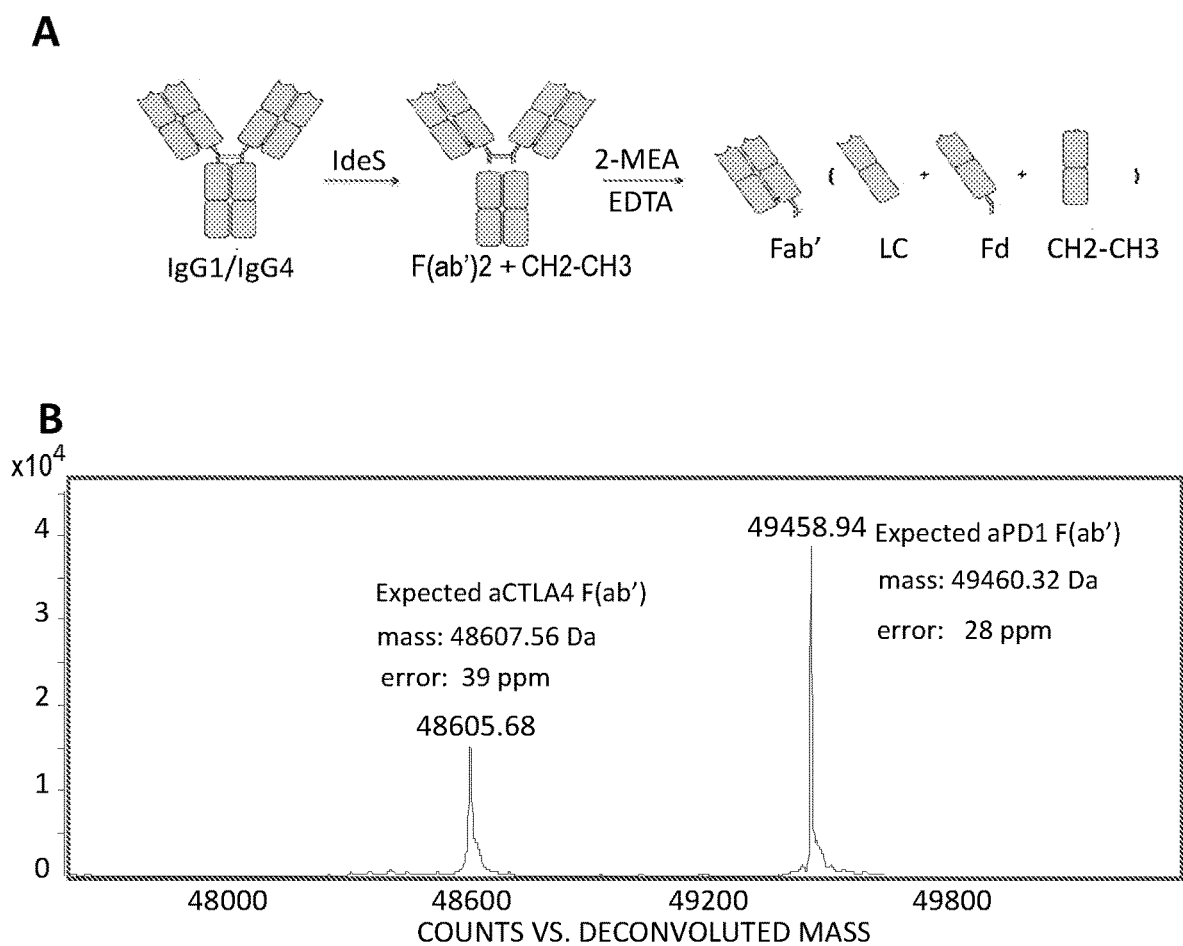 A
IdeS
2-MEA
EDTA
{ + + }
IgG1/IgG4
F(ab')2 + CH2-CH3
Fab' LC Fd CH2-CH3
B
x10⁴
4
3
2
1
0
49458.94
Expected aPD1 F(ab')
mass: 49460.32 Da
error: 28 ppm
Expected aCTLA4 F(ab')
mass: 48607.56 Da
error: 39 ppm
48605.68
48000 48600 49200 49800
COUNTS VS. DECONVOLUTED MASS